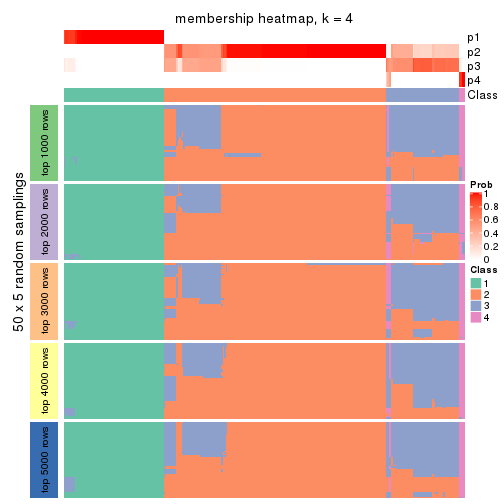 membership heatmap, k = 4
p1
p2
p3
p4
Class
50 x 5 random samplings
top 1000 rows
top 2000 rows
top 3000 rows
top 4000 rows
top 5000 rows
Prob
1
0.8
0.6
0.4
0.2
0
Class
1
2
3
4